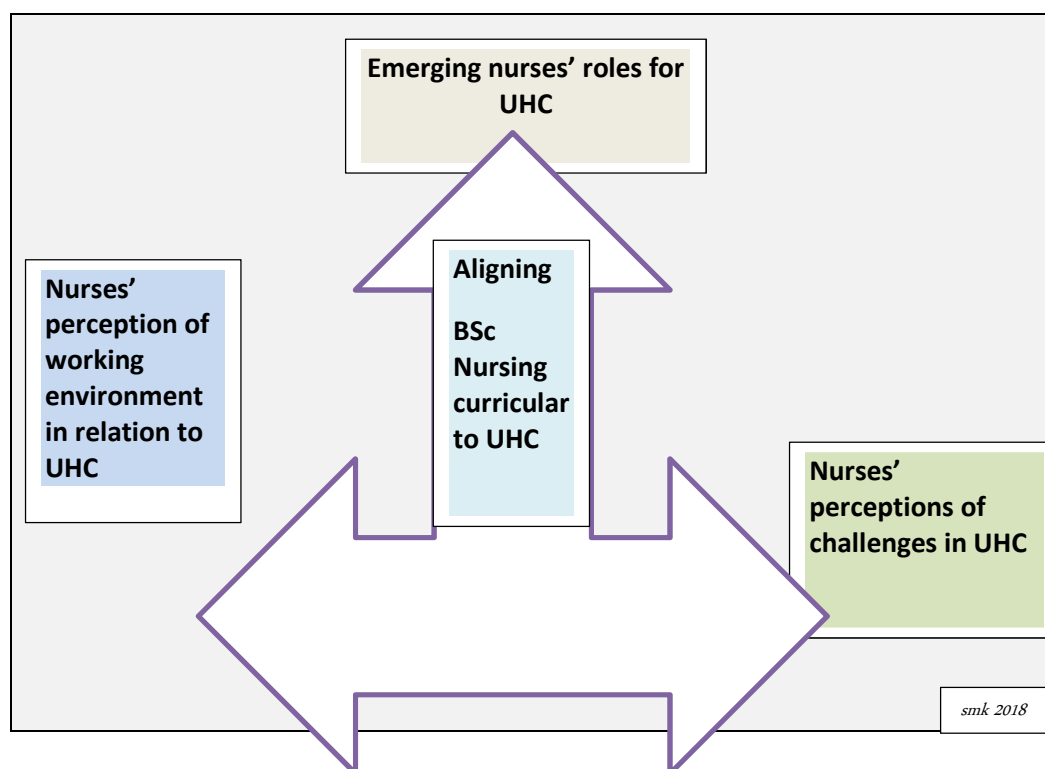 Emerging nurses’ roles for
UHC
Nurses’
perception of
working
environment
in relation to
UHC
Aligning
BSc
Nursing
curricular
to UHC
Nurses’
perceptions of
challenges in UHC
smk 2018